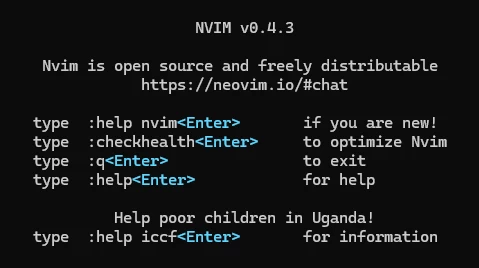 NVIM v0.4.3
Nvim is open source and freely distributable
https://neovim.io/#chat
type  :help nvim<Enter>       if you are new!
type  :checkhealth<Enter>     to optimize Nvim
type  :q<Enter>               to exit
type  :help<Enter>            for help
Help poor children in Uganda!
type  :help iccf<Enter>       for information